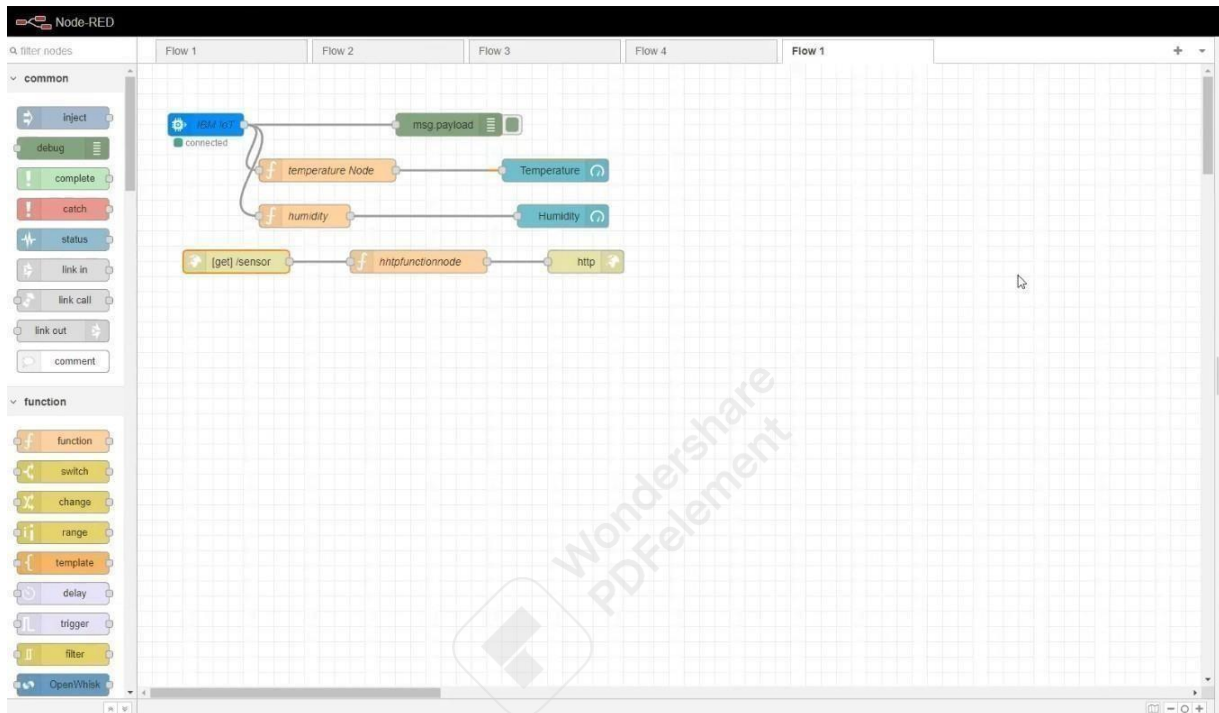 Node-RED
filter nodes
Flow 1
Flow 2
Flow 3
Flow 4
Flow 1
common
inject
debug
complete
catch
status
link in
link call
link out
comment
function
function
switch
change
range
template
delay
trigger
filter
OpenWhisk
IBM IoT
connected
msg.payload
temperature Node
Temperature
humidity
Humidity
[get] /sensor
hhtpfunctionnode
http
Wondershare
PDFelement